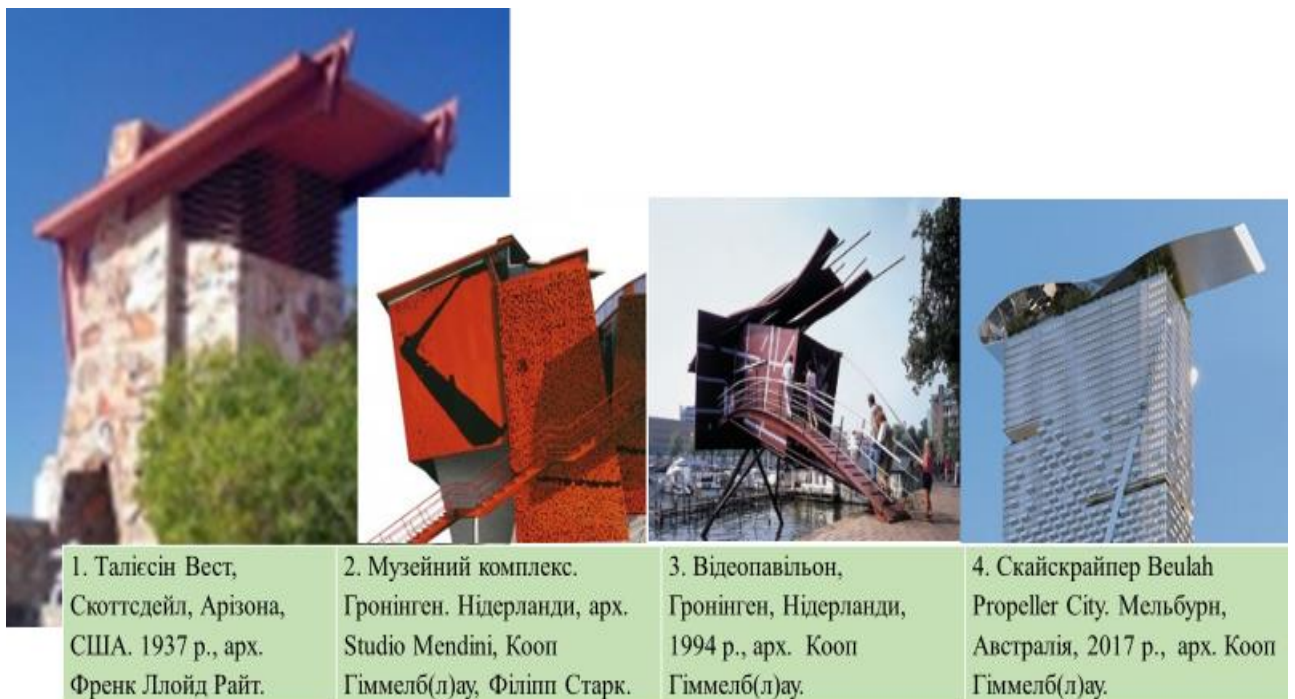 1.Талієсін Вест,
Скоттсдейл, Арізона,
США. 1937 р., арх.
Френк Ллойд Райт.
2. Музейний комплекс.
Гронінген. Нідерланди, арх.
Studio Mendini, Кооп
Гіммелб(л)ау, Філіпп Старк.
3. Відеопавільон,
Гронінген, Нідерланди,
1994 р., арх. Кооп
Гіммелб(л)ау.
4. Скайскрайпер Beulah
Propeller City. Мельбурн,
Австралія, 2017 р., арх. Кооп
Гіммелб(л)ау.